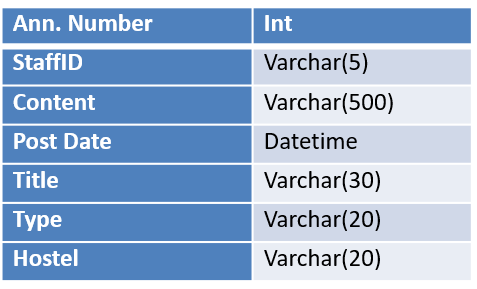 Ann. Number Int
StaffID Varchar(5)
Content Varchar(500)
Post Date Datetime
Title Varchar(30)
Type Varchar(20)
Hostel Varchar(20)